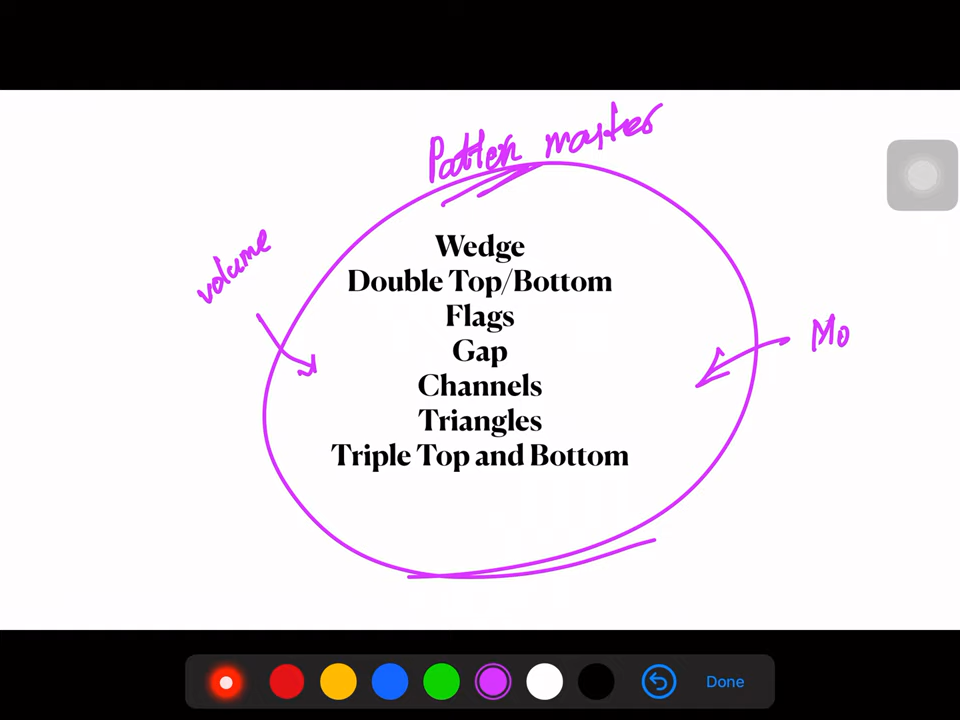 Pattern master
volume
Wedge
Double Top/Bottom
Flags
Gap
Mo
Channels
Triangles
Triple Top and Bottom
Done